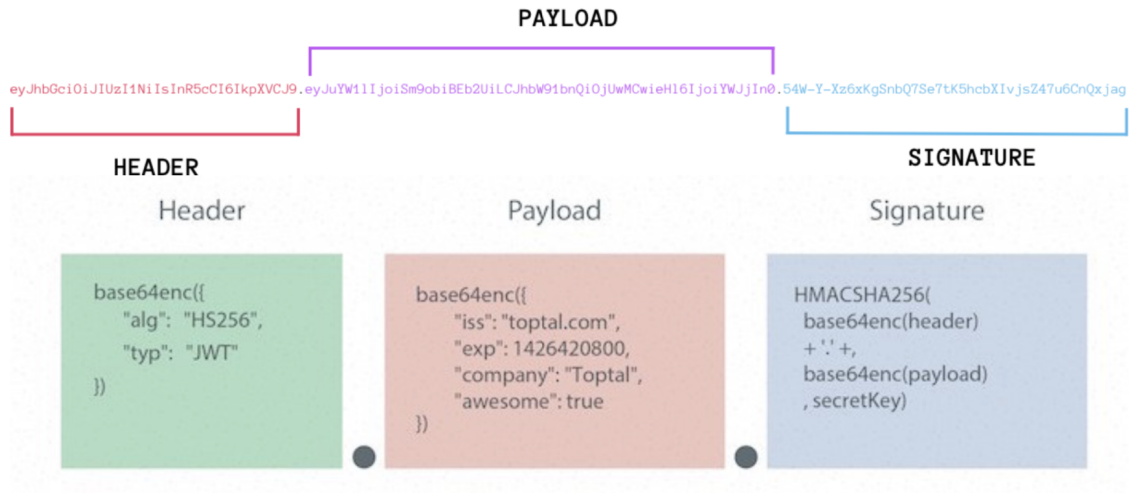 PAYLOAD
eyJhbGciOiJIUzI1NiIsInR5cCI6IkpXVCJ9.eyJuYW1lIjoiSm9obiBEb2UiLCJhbW91bnQiOjUwMCwieHl6IjoiYWJjIn0.54W-Y-Xz6xKgSnbQ7Se7tK5hcbXIvjsZ47u6CnQxjag
HEADER
SIGNATURE
Header
Payload
Signature
base64enc({
"alg": "HS256",
"typ": "JWT"
})
base64enc({
"iss": "toptal.com",
"exp": 1426420800,
"company": "Toptal",
"awesome": true
})
HMACSHA256(
base64enc(header)
+ '.' +,
base64enc(payload)
, secretKey)